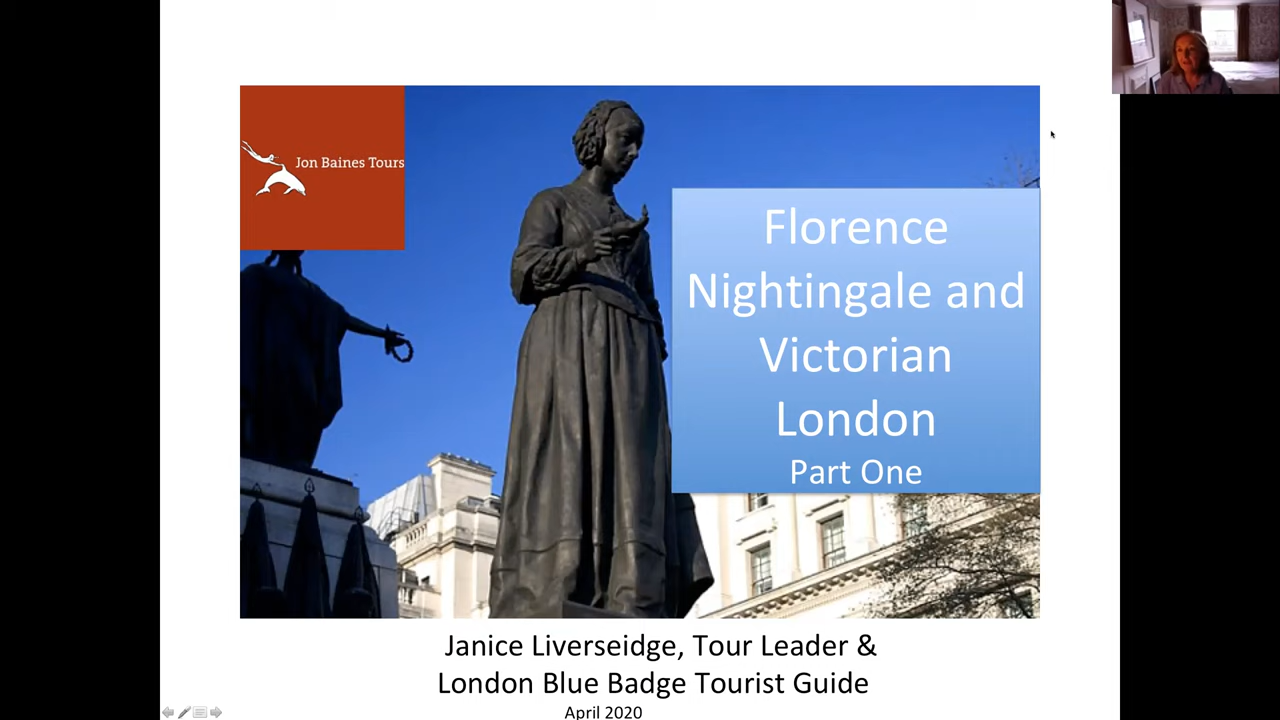 Jon Baines Tours
Florence
Nightingale and
Victorian
London
Part One
Janice Liverseidge, Tour Leader &
London Blue Badge Tourist Guide
April 2020